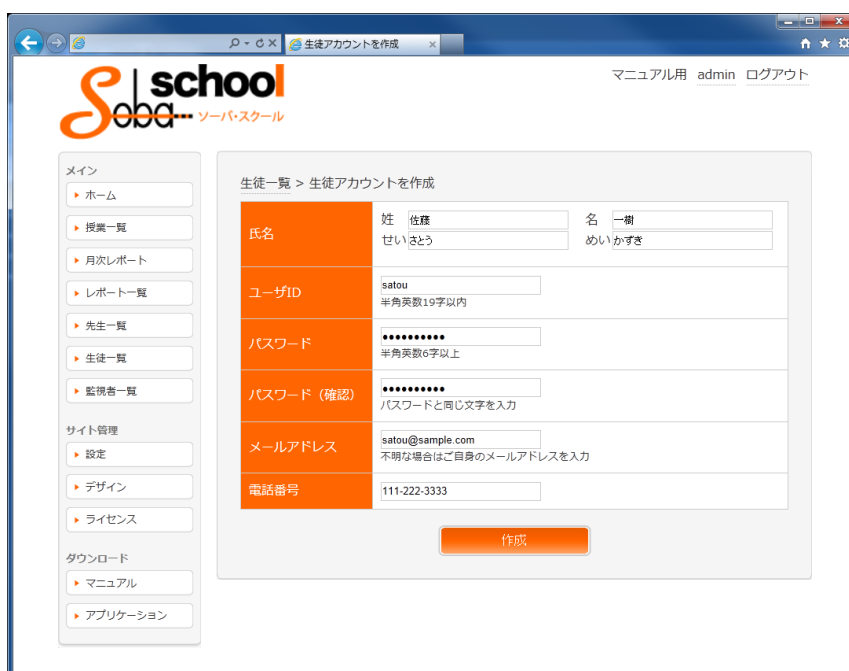 生徒アカウントを作成
school
Soba
ソーバ・スクール
マニュアル用 admin ログアウト
メイン
ホーム
授業一覧
月次レポート
レポート一覧
先生一覧
生徒一覧
監視者一覧
サイト管理
設定
デザイン
ライセンス
ダウンロード
マニュアル
アプリケーション
生徒一覧 > 生徒アカウントを作成
氏名
姓 佐藤 名 一樹
せい さとう めい かずき
ユーザID
satou
半角英数19字以内
パスワード
••••••••••
半角英数6字以上
パスワード（確認）
••••••••••
パスワードと同じ文字を入力
メールアドレス
satou@sample.com
不明な場合はご自身のメールアドレスを入力
電話番号
111-222-3333
作成